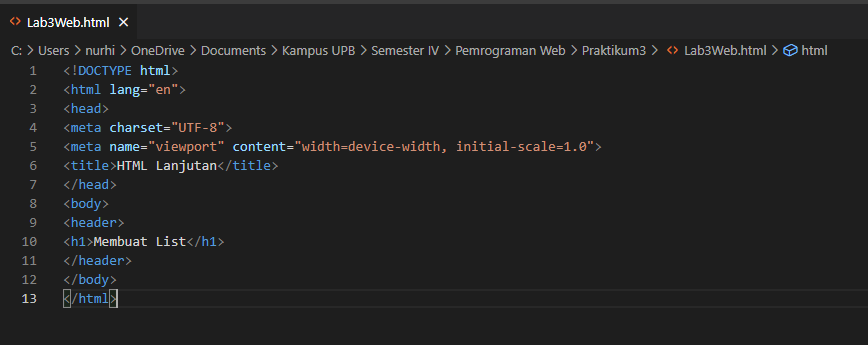 Lab3Web.html
C: > Users > nurhi > OneDrive > Documents > Kampus UPB > Semester IV > Pemrograman Web > Praktikum3 > Lab3Web.html > html
1 <!DOCTYPE html>
2 <html lang="en">
3 <head>
4 <meta charset="UTF-8">
5 <meta name="viewport" content="width=device-width, initial-scale=1.0">
6 <title>HTML Lanjutan</title>
7 </head>
8 <body>
9 <header>
10 <h1>Membuat List</h1>
11 </header>
12 </body>
13 </html>